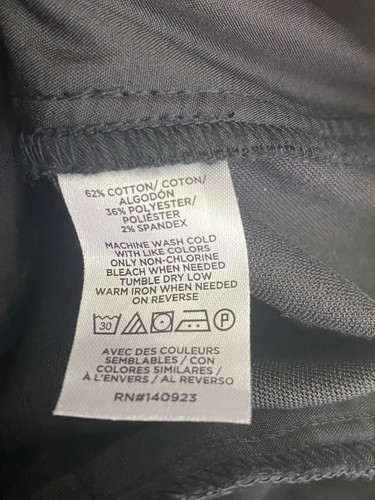 62% COTTON/ COTON/
ALGODÓN
36% POLYESTER/
POLIÉSTER
2% SPANDEX
MACHINE WASH COLD
WITH LIKE COLORS
ONLY NON-CHLORINE
BLEACH WHEN NEEDED
TUMBLE DRY LOW
WARM IRON WHEN NEEDED
ON REVERSE
30 P
AVEC DES COULEURS
SEMBLABLES / CON
COLORES SIMILARES /
À L'ENVERS / AL REVERSO
RN#140923